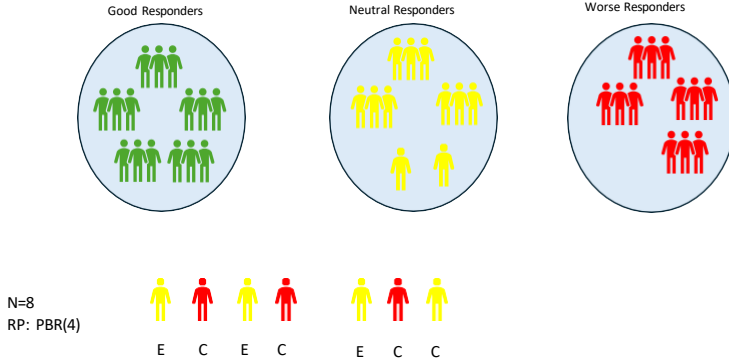 Good Responders
Neutral Responders
Worse Responders
N=8
RP: PBR(4)
E C E C E C C